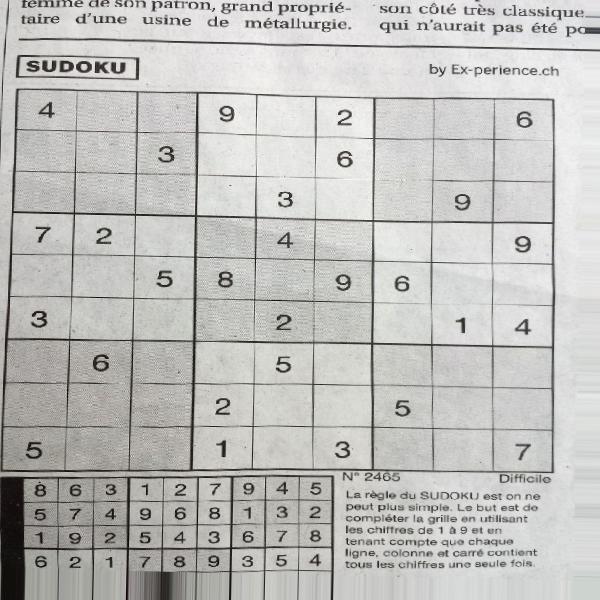 femme de son patron, grand proprié-
taire d'une usine de métallurgie.
son côté très classique
qui n'aurait pas été
SUDOKU
by Ex-perience.ch
4 9 2 6
3 6
3 9
7 2 4 9
5 8 9 6
3 2 1 4
6 5
2 5
5 1 3 7
8 6 3 1 2 7 9 4 5
5 7 4 9 6 8 1 3 2
1 9 2 5 4 3 6 7 8
6 2 1 7 8 9 3 5 4
N° 2465 Difficile
La règle du SUDOKU est on ne
peut plus simple. Le but est de
compléter la grille en utilisant
les chiffres de 1 à 9 et en
tenant compte que chaque
ligne, colonne et carré contient
tous les chiffres une seule fois.